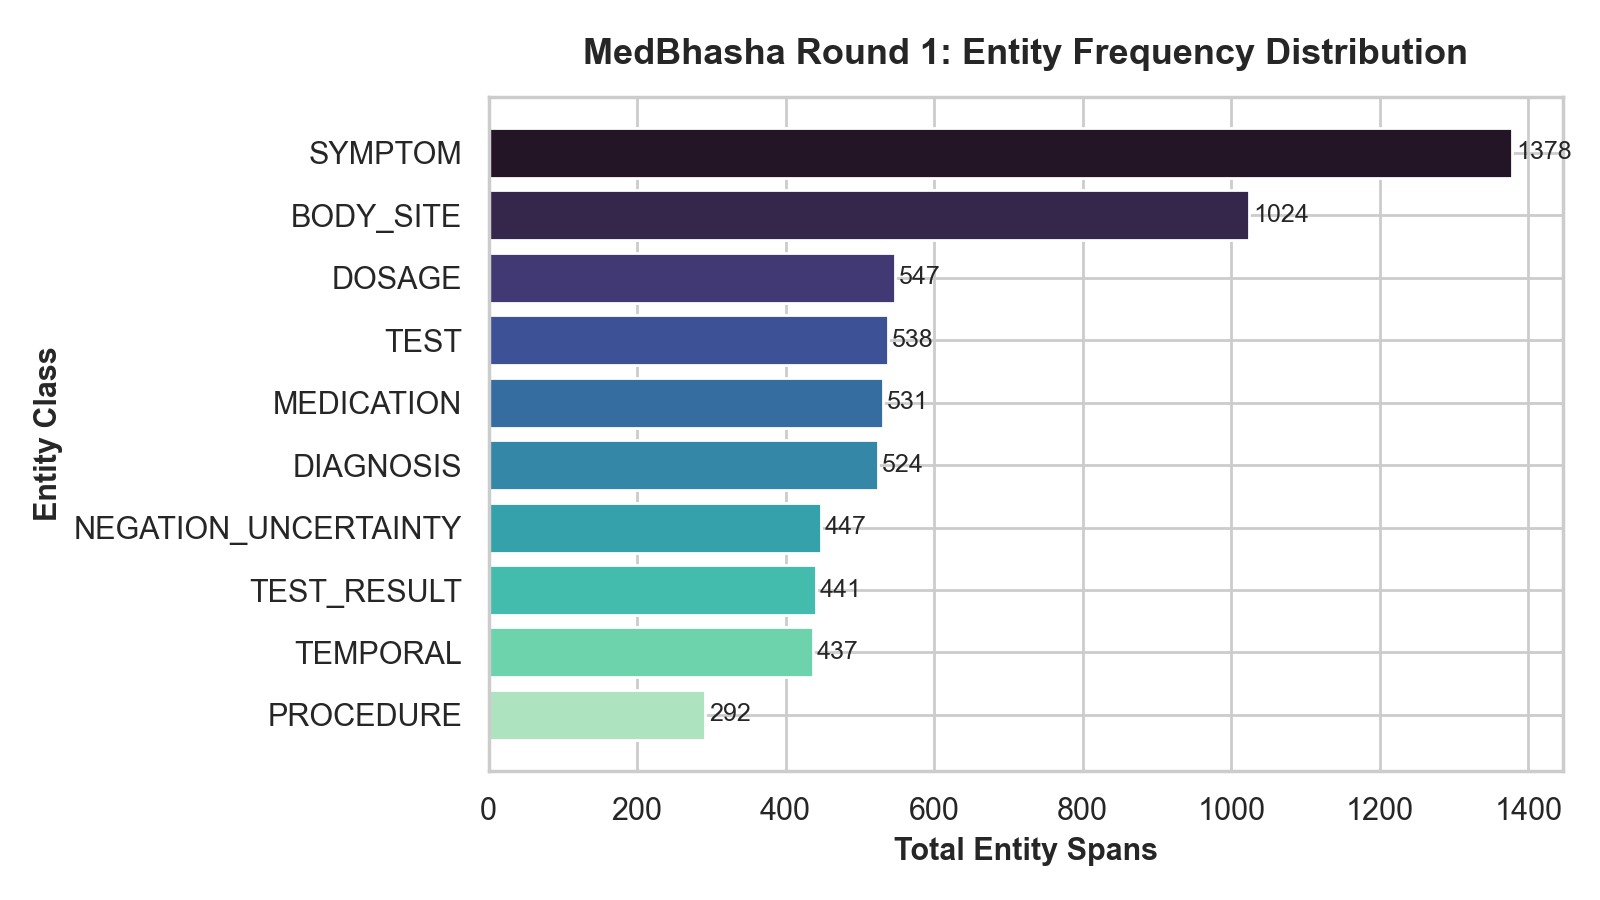 MedBhasha Round 1: Entity Frequency Distribution
Entity Class
SYMPTOM 1378
BODY_SITE 1024
DOSAGE 547
TEST 538
MEDICATION 531
DIAGNOSIS 524
NEGATION_UNCERTAINTY 447
TEST_RESULT 441
TEMPORAL 437
PROCEDURE 292
0 200 400 600 800 1000 1200 1400
Total Entity Spans